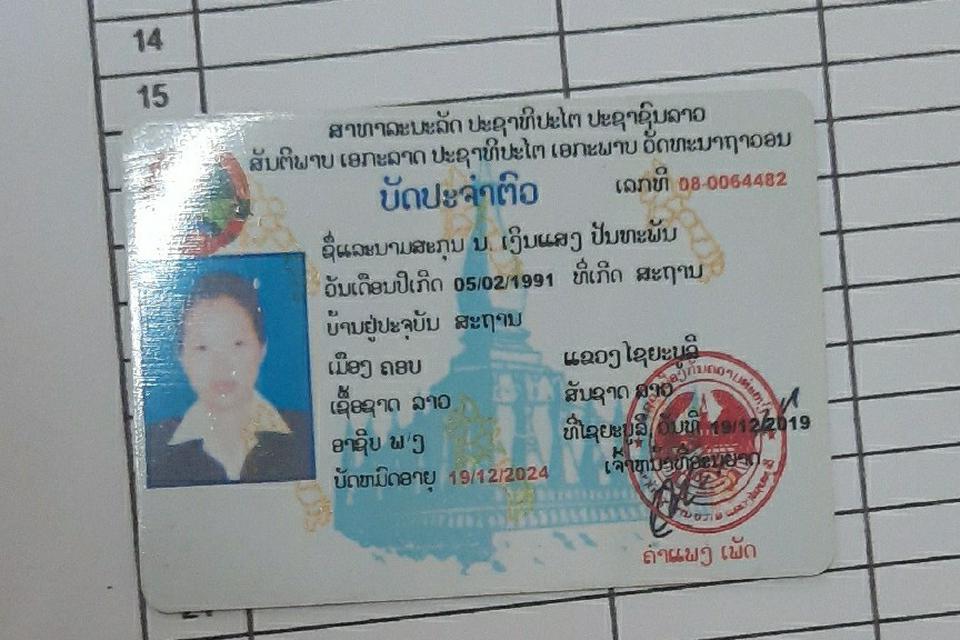 14
15
ສາທາລະນະລັດ ປະຊາທິປະໄຕ ປະຊາຊົນລາວ
ສັນຕິພາບ ເອກະລາດ ປະຊາທິປະໄຕ ເອກະພາບ ວັດທະນາຖາວອນ
ບັດປະຈຳຕົວ
ເລກທີ 08-0064482
ຊື່ແລະນາມສະກຸນ ນ. ເງິນແສງ ປັນທະພັນ
ວັນເດືອນປີເກີດ 05/02/1991 ທີ່ເກີດ ສະຖານ
ບ້ານຢູ່ປະຈຸບັນ ສະຖານ
ເມືອງ ຄອບ ແຂວງໄຊຍະບູລີ
ເຊື້ອຊາດ ລາວ ສັນຊາດ ລາວ
ອາຊີບ ພ/ງ ທີ່ໄຊຍະບູລີ ວັນທີ 19/12/2019
ບັດຫມົດອາຍຸ 19/12/2024 ເຈົ້າຫນ້າທີ່ອະນຸຍາດ
ຄຳແພງ ເພັດ